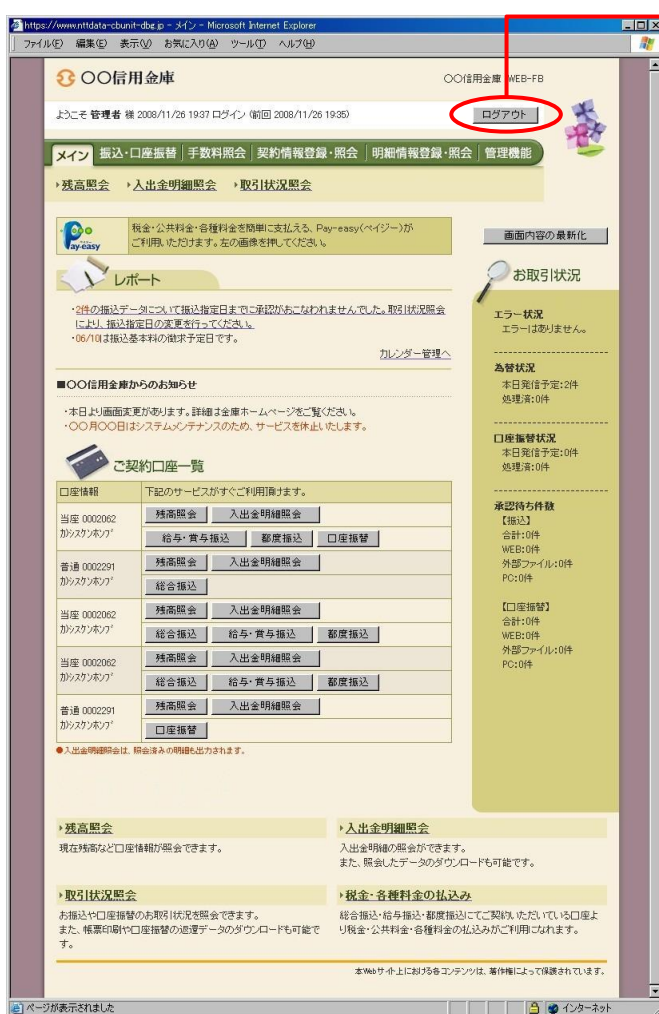 https://www.nttdata-cbunit-dbg.jp - メイン - Microsoft Internet Explorer
ファイル(F) 編集(E) 表示(V) お気に入り(A) ツール(T) ヘルプ(H)
〇〇信用金庫
〇〇信用金庫 WEB-FB
ようこそ 管理者 様 2008/11/26 19:37 ログイン (前回 2008/11/26 19:35)
ログアウト
メイン 振込・口座振替 手数料照会 契約情報登録・照会 明細情報登録・照会 管理機能
残高照会 入出金明細照会 取引状況照会
Pay-easy
税金・公共料金・各種料金を簡単に支払える、Pay-easy(ペイジー)が
ご利用いただけます。左の画像を押してください。
画面内容の最新化
レポート
・2件の振込データについて振込指定日までに承認がおこなわれませんでした。取引状況照会
により、振込指定日の変更を行ってください。
・06/10は振込基本料の徴求予定日です。
カレンダー管理へ
■〇〇信用金庫からのお知らせ
・本日より画面変更があります。詳細は金庫ホームページをご覧ください。
・〇〇月〇〇日はシステムメンテナンスのため、サービスを休止いたします。
ご契約口座一覧
口座情報 下記のサービスがすぐご利用頂けます。
当座 0002062
カ)シスケンホンブ
残高照会 入出金明細照会
給与・賞与振込 都度振込 口座振替
普通 0002291
カ)シスケンホンブ
残高照会 入出金明細照会
総合振込
当座 0002062
カ)シスケンホンブ
残高照会 入出金明細照会
総合振込 給与・賞与振込 都度振込
当座 0002062
カ)シスケンホンブ
残高照会 入出金明細照会
総合振込 給与・賞与振込 都度振込
普通 0002291
カ)シスケンホンブ
残高照会 入出金明細照会
口座振替
●入出金明細照会は、照会済みの明細も出力されます。
お取引状況
エラー状況
エラーはありません。
為替状況
本日発信予定:2件
処理済:0件
口座振替状況
本日発信予定:0件
処理済:0件
承認待ち件数
【振込】
合計:0件
WEB:0件
外部ファイル:0件
PC:0件
【口座振替】
合計:0件
WEB:0件
外部ファイル:0件
PC:0件
残高照会
現在残高など口座情報が照会できます。
入出金明細照会
入出金明細の照会ができます。
また、照会したデータのダウンロードも可能です。
取引状況照会
お振込や口座振替のお取引状況を照会できます。
また、帳票印刷や口座振替の返還データのダウンロードも可能で
す。
税金・各種料金の払込み
総合振込・給与振込・都度振込にてご契約いただいている口座よ
り税金・公共料金・各種料金の払込みがご利用になれます。
本Webサイト上における各コンテンツは、著作権によって保護されています。
ページが表示されました
インターネット